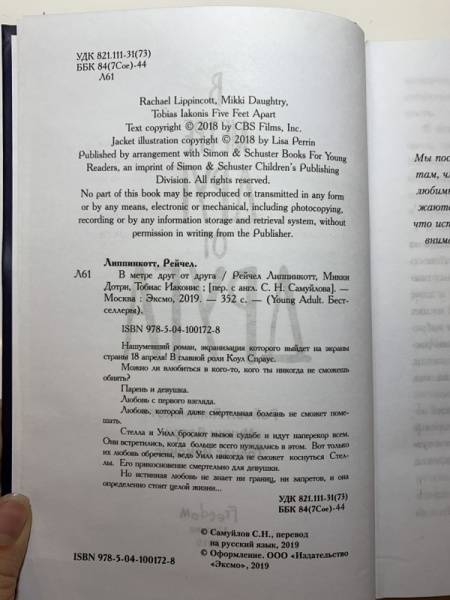 УДК 821.111-31(73)
ББК 84(7Сое)-44
Л61
Rachael Lippincott, Mikki Daughtry,
Tobias Iakonis Five Feet Apart
Text copyright © 2018 by CBS Films, Inc.
Jacket illustration copyright © 2018 by Lisa Perrin
Published by arrangement with Simon & Schuster Books For Young
Readers, an imprint of Simon & Schuster Children's Publishing
Division. All rights reserved.
No part of this book may be reproduced or transmitted in any form
or by any means, electronic or mechanical, including photocopying,
recording or by any information storage and retrieval system, without
permission in writing from the Publisher.
Липпинкотт, Рейчел.
Л61 В метре друг от друга / Рейчел Липпинкотт, Микки
Дотри, Тобиас Иаконис ; [пер. с англ. С. Н. Самуйлова]. —
Москва : Эксмо, 2019. — 352 с. — (Young Adult. Бест-
селлеры).
ISBN 978-5-04-100172-8
Нашумевший роман, экранизация которого выйдет на экраны
страны 18 апреля! В главной роли Коул Спраус.
Можно ли влюбиться в кого-то, кого ты никогда не сможешь
обнять?
Парень и девушка.
Любовь с первого взгляда.
Любовь, которой даже смертельная болезнь не сможет поме-
шать.
Стелла и Уилл бросают вызов судьбе и идут наперекор всем.
Они встретились, когда больше всего нуждались в этом. Вот только
их любовь обречена, ведь Уилл никогда не сможет коснуться Стел-
лы. Его прикосновение смертельно для девушки.
Но истинная любовь не знает ни границ, ни запретов, и она
определенно стоит целой жизни...
УДК 821.111-31(73)
ББК 84(7Сое)-44
© Самуйлов С.Н., перевод
на русский язык, 2019
© Оформление. ООО «Издательство
«Эксмо», 2019
ISBN 978-5-04-100172-8
Мы пос
там, ч
любимы
жают
что ист
внима